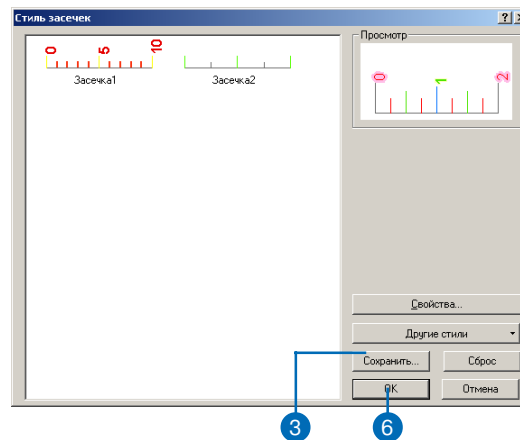 Стиль засечек
0 5 10
Засечка1
Засечка2
Просмотр
0 1 2
Свойства...
Другие стили
Сохранить...
Сброс
OK
Отмена
3
6